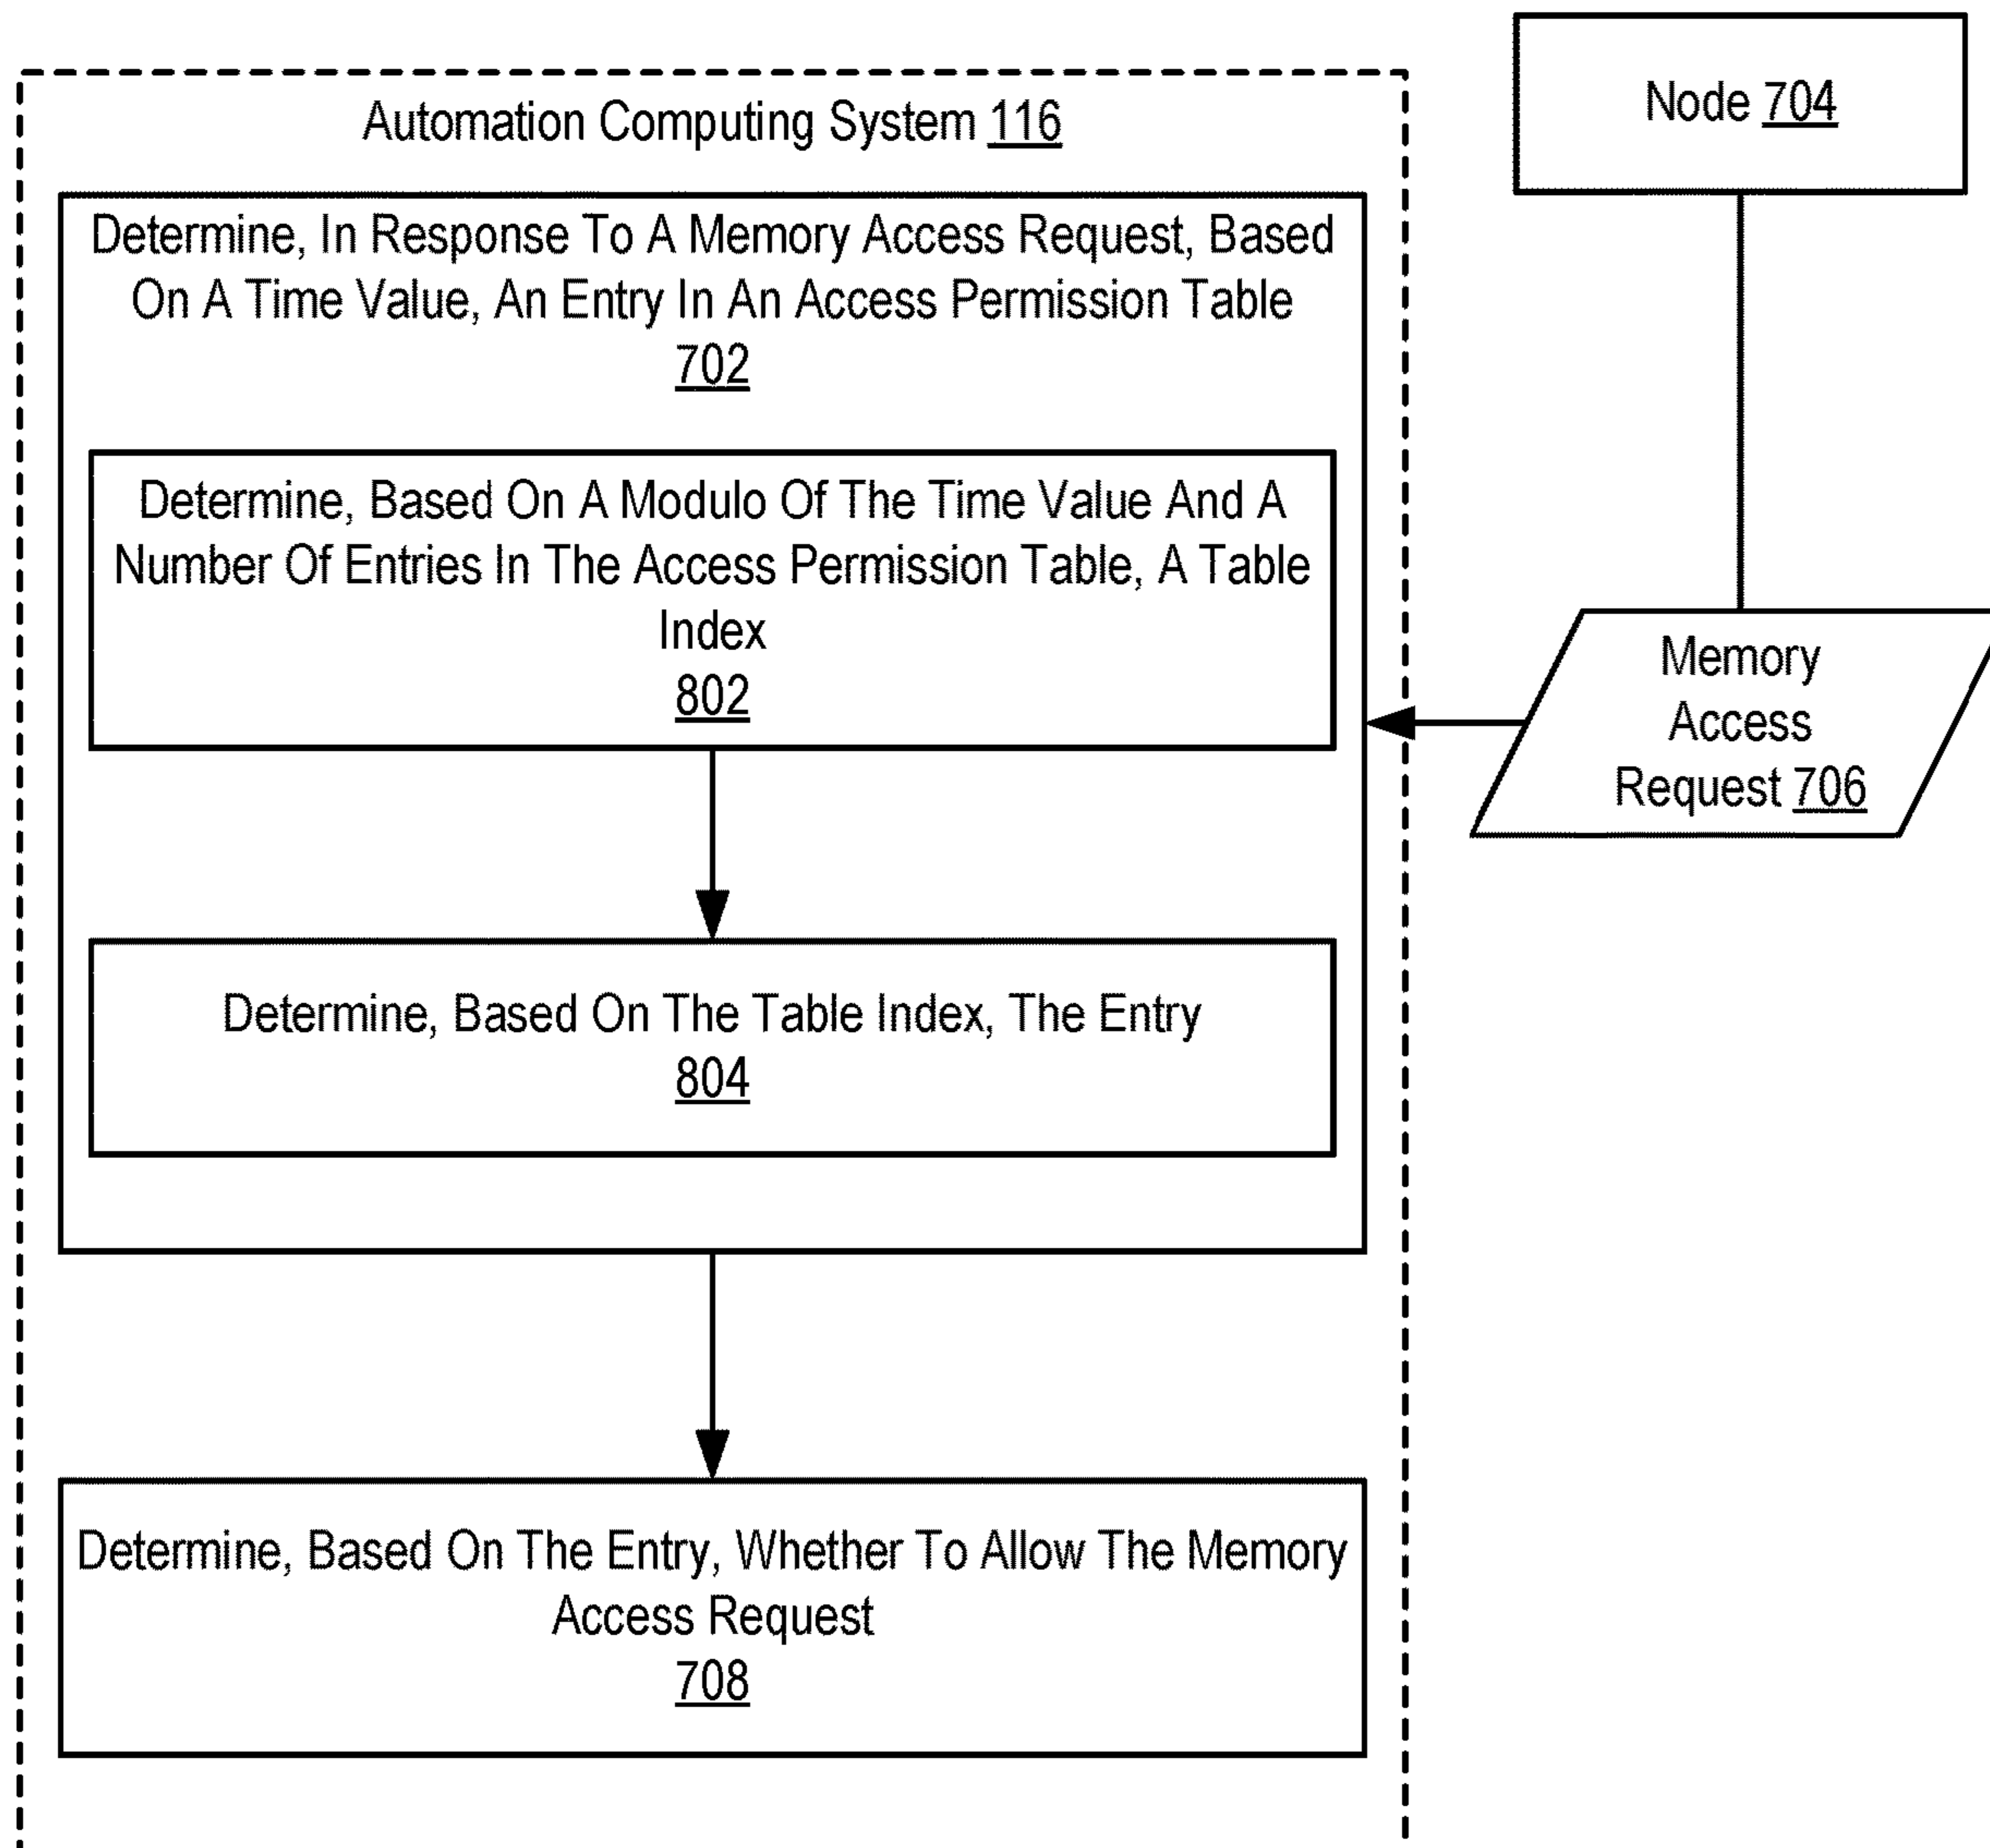 Automation Computing System 116
Node 704
Determine, In Response To A Memory Access Request, Based
On A Time Value, An Entry In An Access Permission Table
702
Determine, Based On A Modulo Of The Time Value And A
Number Of Entries In The Access Permission Table, A Table
Index
802
Memory
Access
Request 706
Determine, Based On The Table Index, The Entry
804
Determine, Based On The Entry, Whether To Allow The Memory
Access Request
708